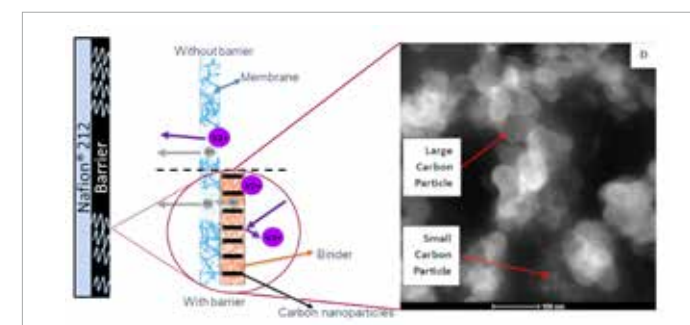 Nafion® 212
Barrier
Without barrier
Membrane
Binder
With barrier
Carbon nanoparticles
D
Large
Carbon
Particle
Small
Carbon
Particle